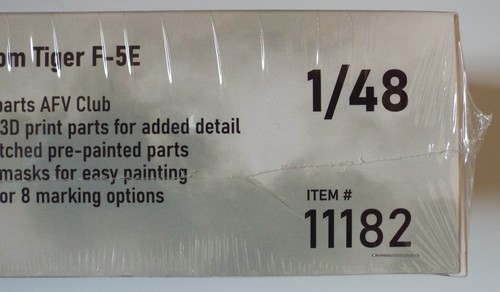 om Tiger F-5E
1/48
parts AFV Club
3D print parts for added detail
tched pre-painted parts
masks for easy painting
or 8 marking options
ITEM #
11182